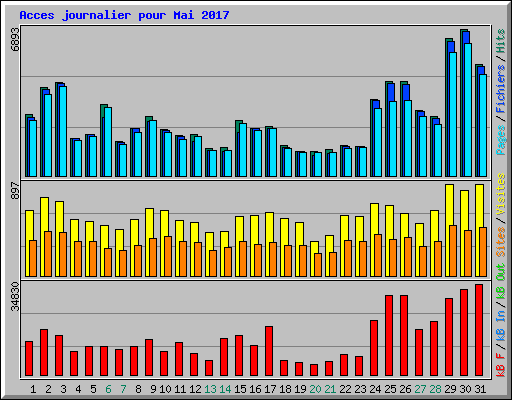 Acces journalier pour Mai 2017
6893
897
34830
Pages / Fichiers / Hits
Sites / Visites
kB F / kB In / kB Out
1 2 3 4 5 6 7 8 9 10 11 12 13 14 15 16 17 18 19 20 21 22 23 24 25 26 27 28 29 30 31